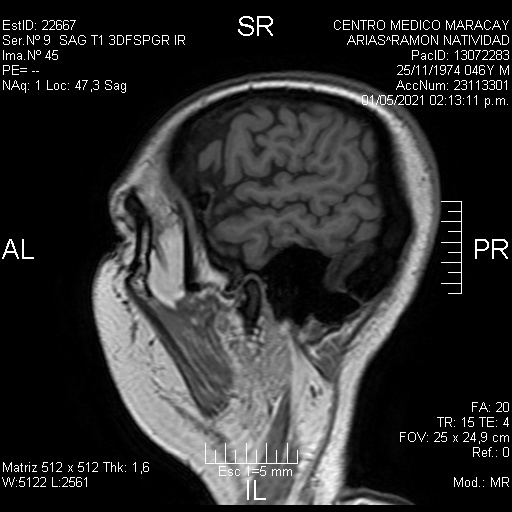 EstID: 22667
Ser.Nº 9 SAG T1 3DFSPGR IR
Ima.Nº 45
PE= --
NAq: 1 Loc: 47,3 Sag
SR
CENTRO MEDICO MARACAY
ARIAS^RAMON NATIVIDAD
PacID: 13072283
25/11/1974 046Y M
AccNum: 23113301
01/05/2021 02:13:11 p.m.
AL
PR
FA: 20
TR: 15 TE: 4
FOV: 25 x 24,9 cm
Ref.: 0
Matriz 512 x 512 Thk: 1,6
W:5122 L:2561
Esc 1=5 mm
IL
Mod.: MR